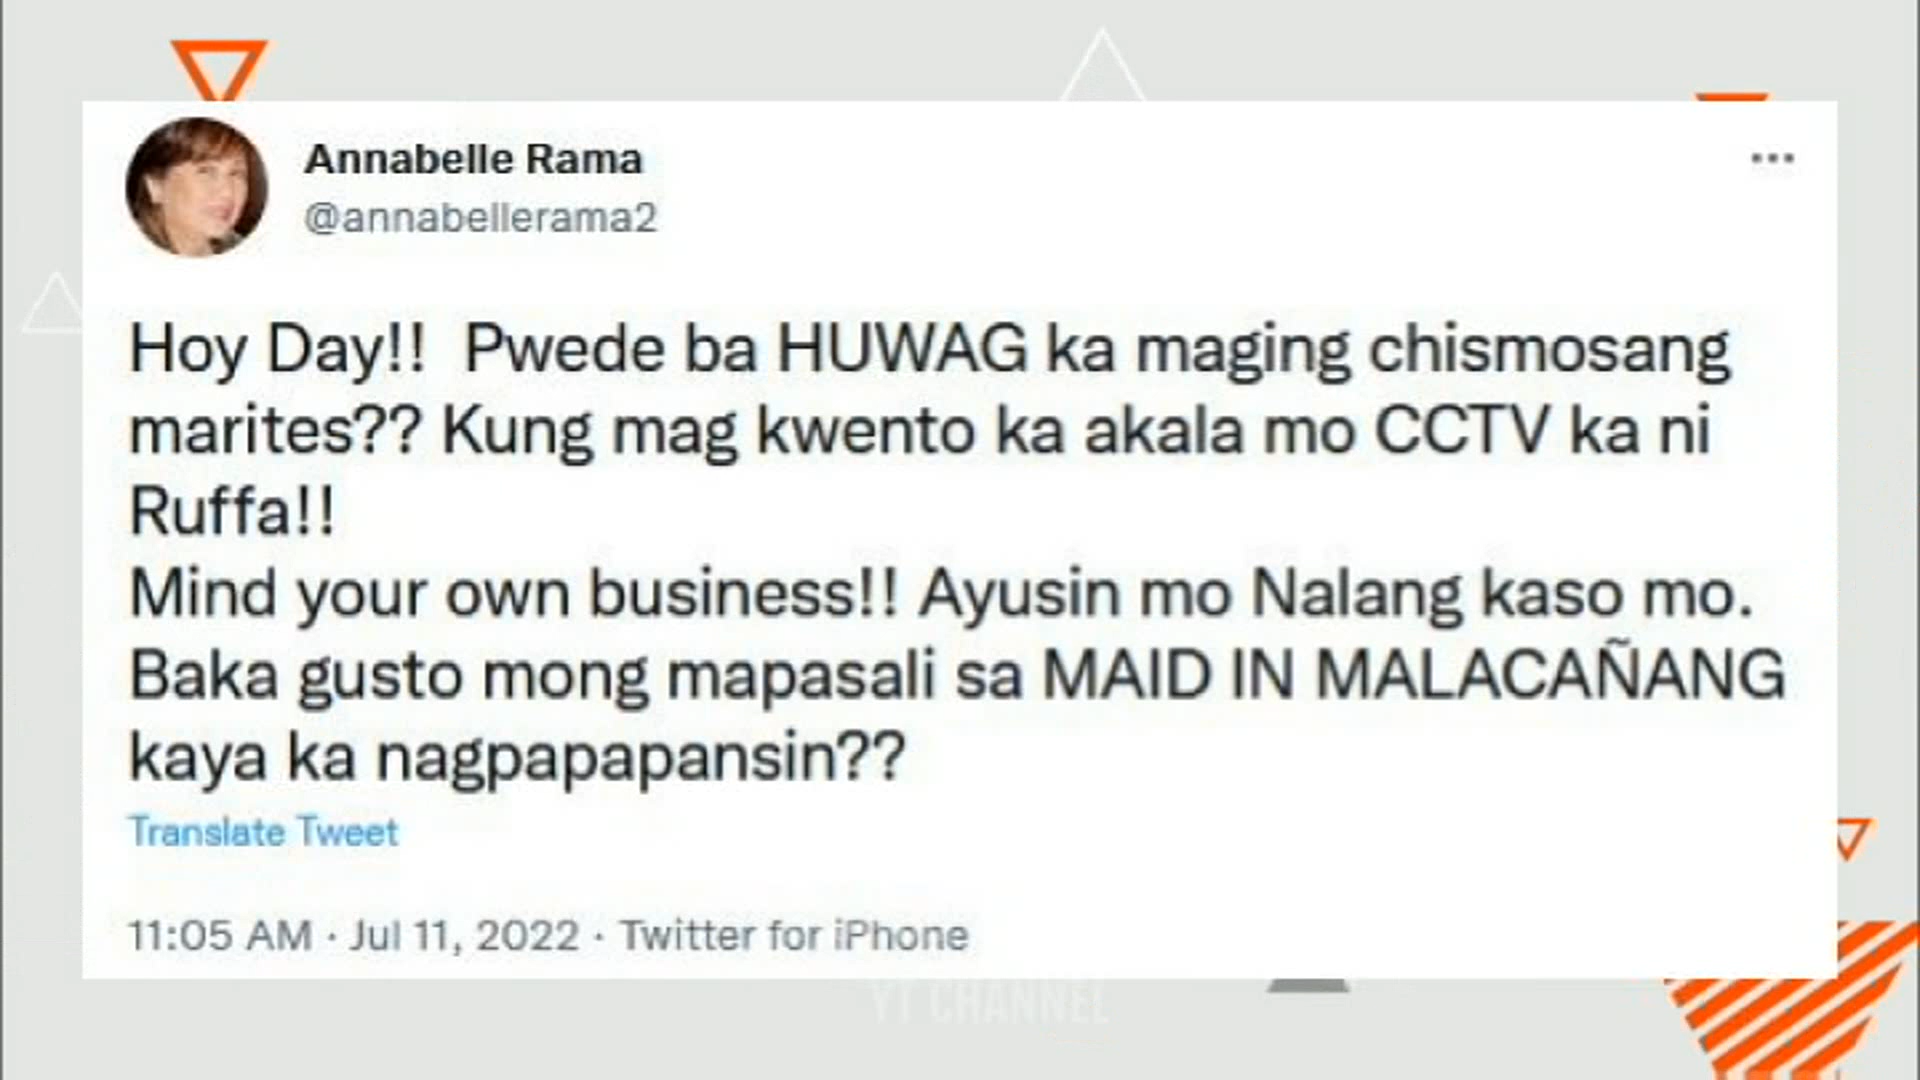 Annabelle Rama
@annabellerama2
Hoy Day!! Pwede ba HUWAG ka maging chismosang
marites?? Kung mag kwento ka akala mo CCTV ka ni
Ruffa!!
Mind your own business!! Ayusin mo Nalang kaso mo.
Baka gusto mong mapasali sa MAID IN MALACAÑANG
kaya ka nagpapapansin??
Translate Tweet
11:05 AM · Jul 11, 2022 · Twitter for iPhone
YT CHANNEL